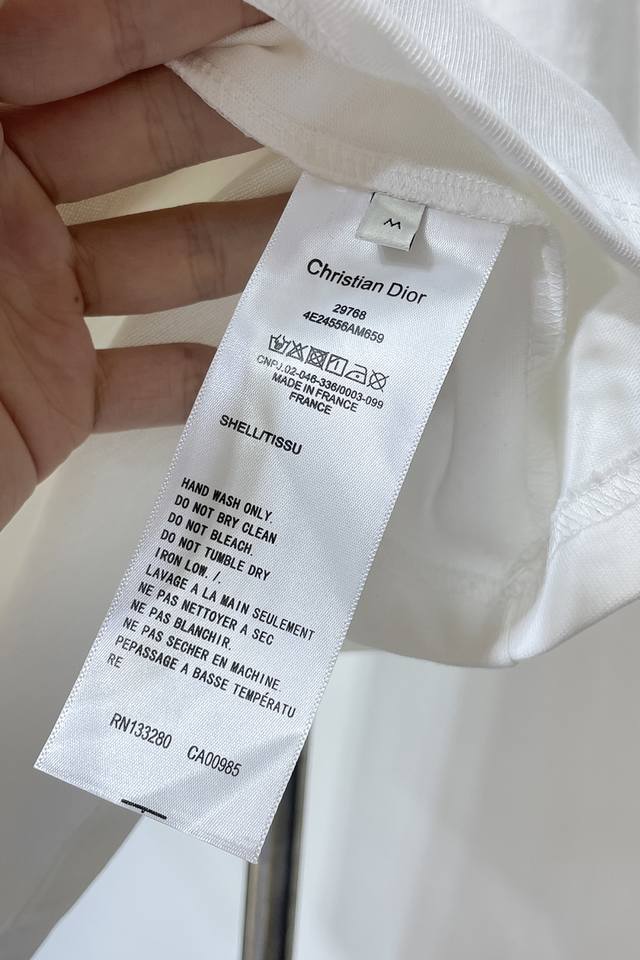 M
Christian Dior
29768
4E24556AM659
CNPJ.02-046-336/0003-099
MADE IN FRANCE
FRANCE
SHELL/TISSU
HAND WASH ONLY.
DO NOT BRY CLEAN
DO NOT BLEACH.
DO NOT TUMBLE DRY
IRON LOW. /.
LAVAGE À LA MAIN SEULEMENT
NE PAS NETTOYER A SEC
NE PAS BLANCHIR.
NE PAS SECHER EN MACHINE.
PEPASSAGE A BASSE TEMPÉRATU
RE
RN133280 CA00985